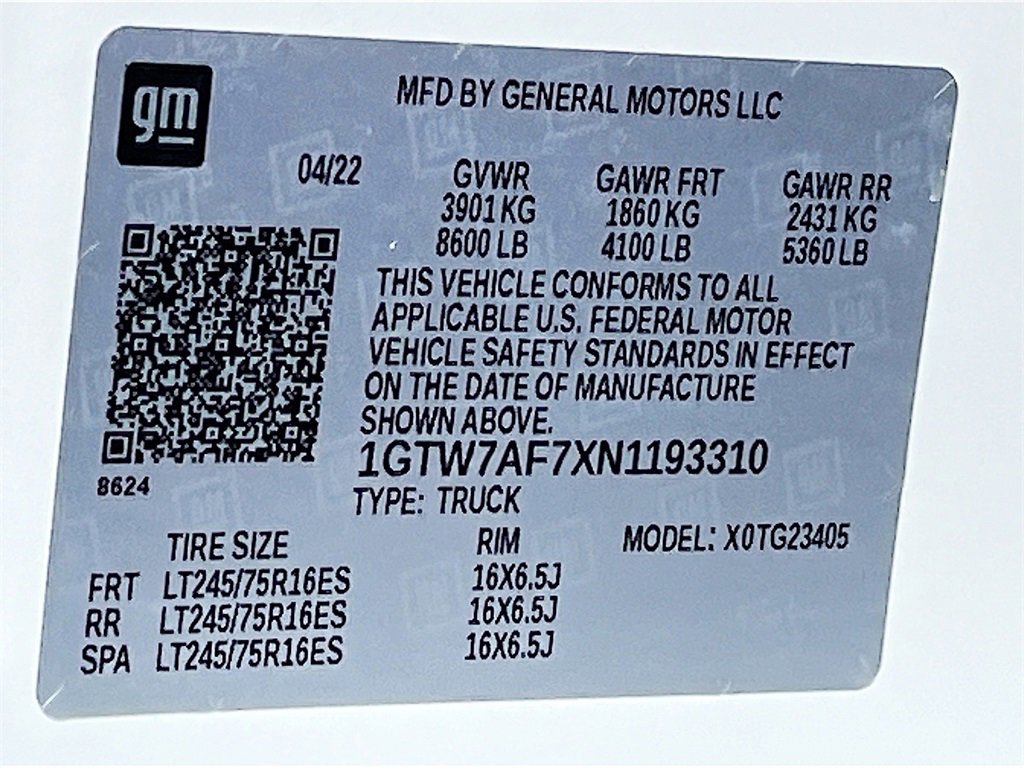 gm
MFD BY GENERAL MOTORS LLC
04/22 GVWR GAWR FRT GAWR RR
3901 KG 1860 KG 2431 KG
8600 LB 4100 LB 5360 LB
THIS VEHICLE CONFORMS TO ALL
APPLICABLE U.S. FEDERAL MOTOR
VEHICLE SAFETY STANDARDS IN EFFECT
ON THE DATE OF MANUFACTURE
SHOWN ABOVE.
1GTW7AF7XN1193310
8624
TYPE: TRUCK
TIRE SIZE RIM MODEL: X0TG23405
FRT LT245/75R16ES 16X6.5J
RR LT245/75R16ES 16X6.5J
SPA LT245/75R16ES 16X6.5J